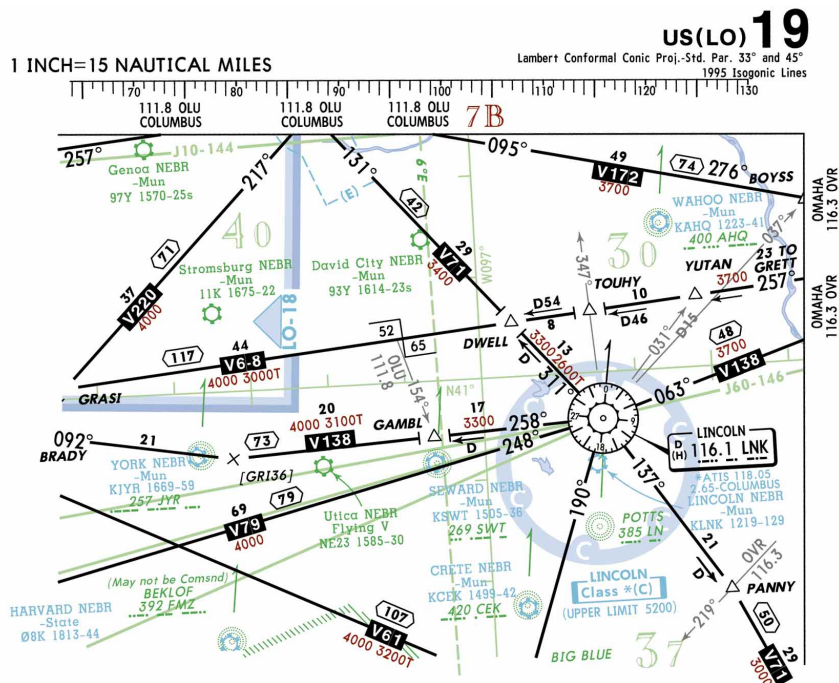 US(LO) 19
1 INCH=15 NAUTICAL MILES
Lambert Conformal Conic Proj.-Std. Par. 33° and 45°
1995 Isogonic Lines
70
80
90
100
110
120
130
111.8 OLU
COLUMBUS
111.8 OLU
COLUMBUS
111.8 OLU
COLUMBUS
7B
257°
J10-144
Genoa NEBR
-Mun
97Y 1570-25s
217°
131°
(E)
6°E
095°
49
V172
3700
74
276°
BOYSS
OMAHA
116.3 OVR
WAHOO NEBR
-Mun
KAHQ 1223-41
400 AHQ
037°
40
30
42
29
V71
3400
W097°
347°
71
37
V220
4000
Stromsburg NEBR
-Mun
11K 1675-22
David City NEBR
-Mun
93Y 1614-23s
LO-18
TOUHY
YUTAN
23 TO
GRETT
3700
257°
OMAHA
116.3 OVR
D54
8
10
D46
D15
031°
52
65
DWELL
13
3300
2600T
D
311°
44
117
V6-8
4000 3000T
OLU
111.8
154°
N41°
48
3700
V138
063°
J60-146
GRASI
092°
BRADY
21
73
20
4000 3100T
V138
GAMBL
17
3300
D
258°
248°
0
9
18
27
LINCOLN
D
(H) 116.1 LNK
[GRI36]
YORK NEBR
-Mun
KJYR 1669-59
257 JYR
79
69
V79
4000
Utica NEBR
Flying V
NE23 1585-30
SEWARD NEBR
-Mun
KSWT 1505-36
269 SWT
190°
137°
*ATIS 118.05
2.65-COLUMBUS
LINCOLN NEBR
-Mun
KLNK 1219-129
POTTS
385 LN
21
D
OVR
116.3
PANNY
219°
(May not be Comsnd)
BEKLOF
392 FMZ
HARVARD NEBR
-State
Ø8K 1813-44
CRETE NEBR
-Mun
KCEK 1499-42
420 CEK
LINCOLN
Class *(C)
(UPPER LIMIT 5200)
107
V61
4000 3200T
BIG BLUE
37
50
29
V71
3000